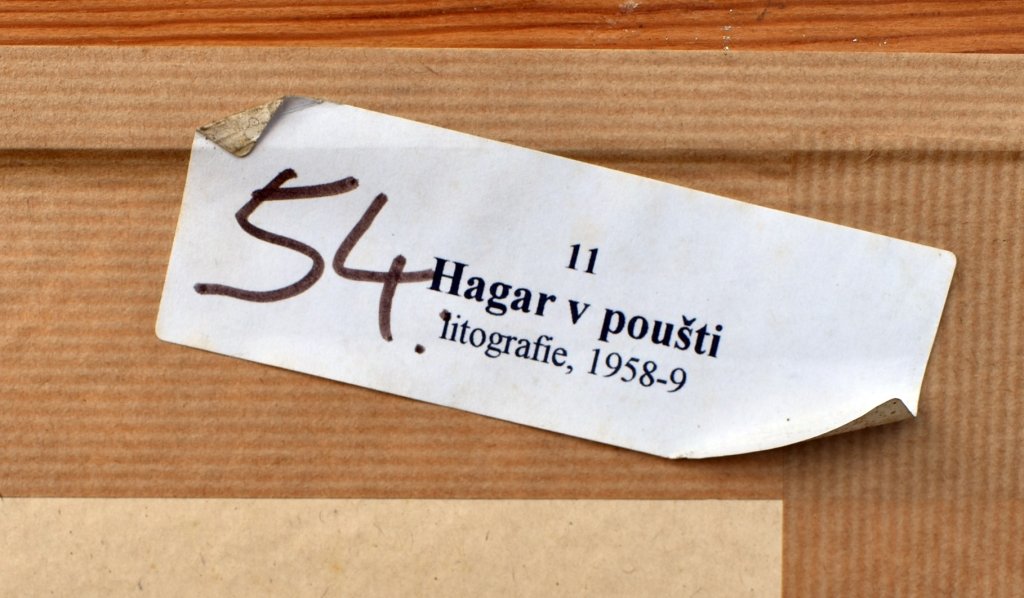 54.
11
Hagar v poušti
litografie, 1958-9